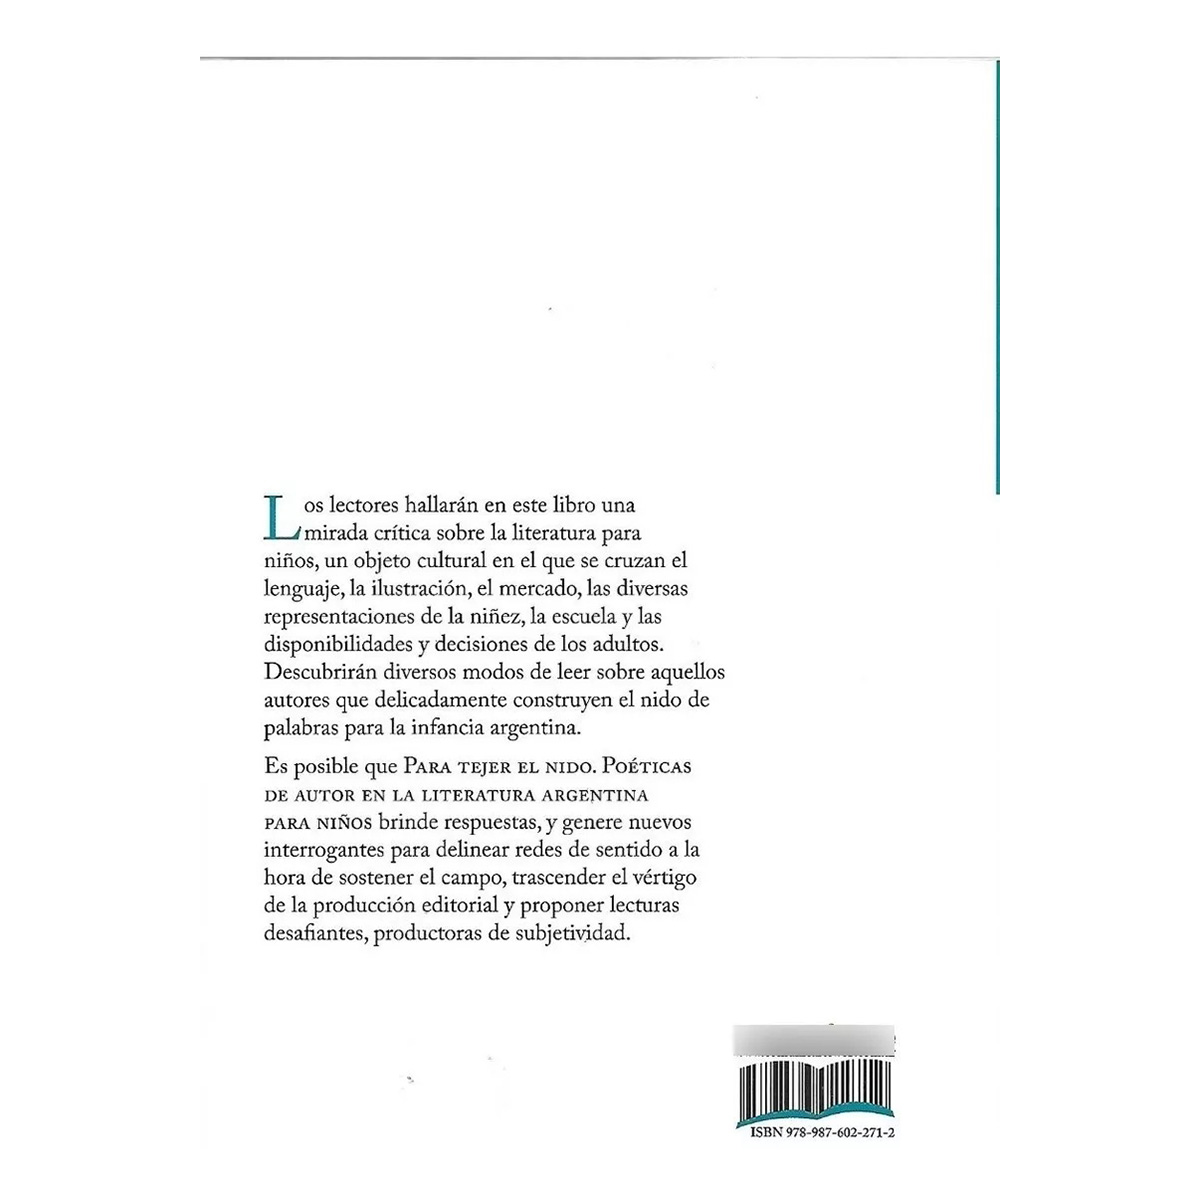 Los lectores hallarán en este libro una
mirada crítica sobre la literatura para
niños, un objeto cultural en el que se cruzan el
lenguaje, la ilustración, el mercado, las diversas
representaciones de la niñez, la escuela y las
disponibilidades y decisiones de los adultos.
Descubrirán diversos modos de leer sobre aquellos
autores que delicadamente construyen el nido de
palabras para la infancia argentina.
Es posible que PARA TEJER EL NIDO. POÉTICAS
DE AUTOR EN LA LITERATURA ARGENTINA
PARA NIÑOS brinde respuestas, y genere nuevos
interrogantes para delinear redes de sentido a la
hora de sostener el campo, trascender el vértigo
de la producción editorial y proponer lecturas
desafiantes, productoras de subjetividad.
ISBN 978-987-602-271-2